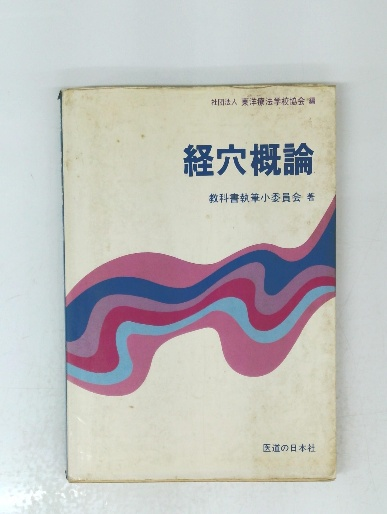 社団法人 東洋療法学校協会 編
経穴概論
教科書執筆小委員会 著
医道の日本社